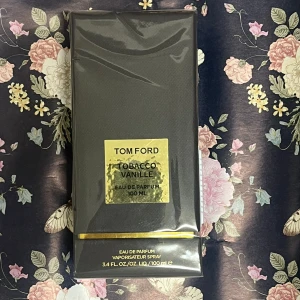 TOM FORD
TOBACCO
VANILLE
EAU DE PARFUM
100 ML
EAU DE PARFUM
VAPORISATEUR SPRAY
3.4 FL. OZ./OZ. LIQ / 100 ml ℮